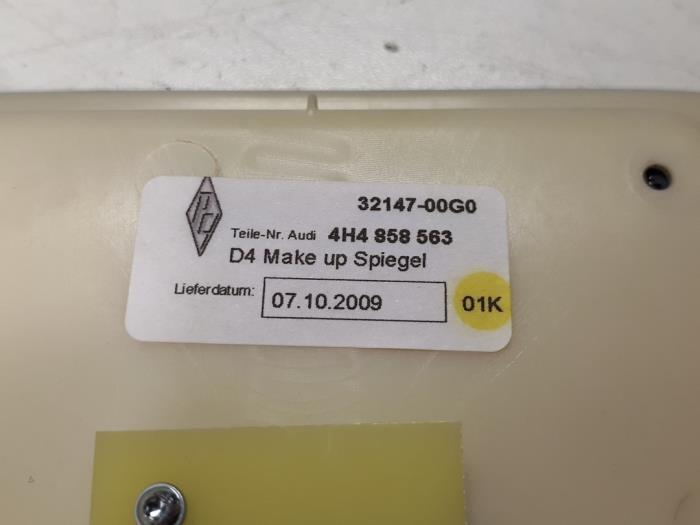 32147-00G0
Teile-Nr. Audi 4H4 858 563
D4 Make up Spiegel
Lieferdatum: 07.10.2009 01K